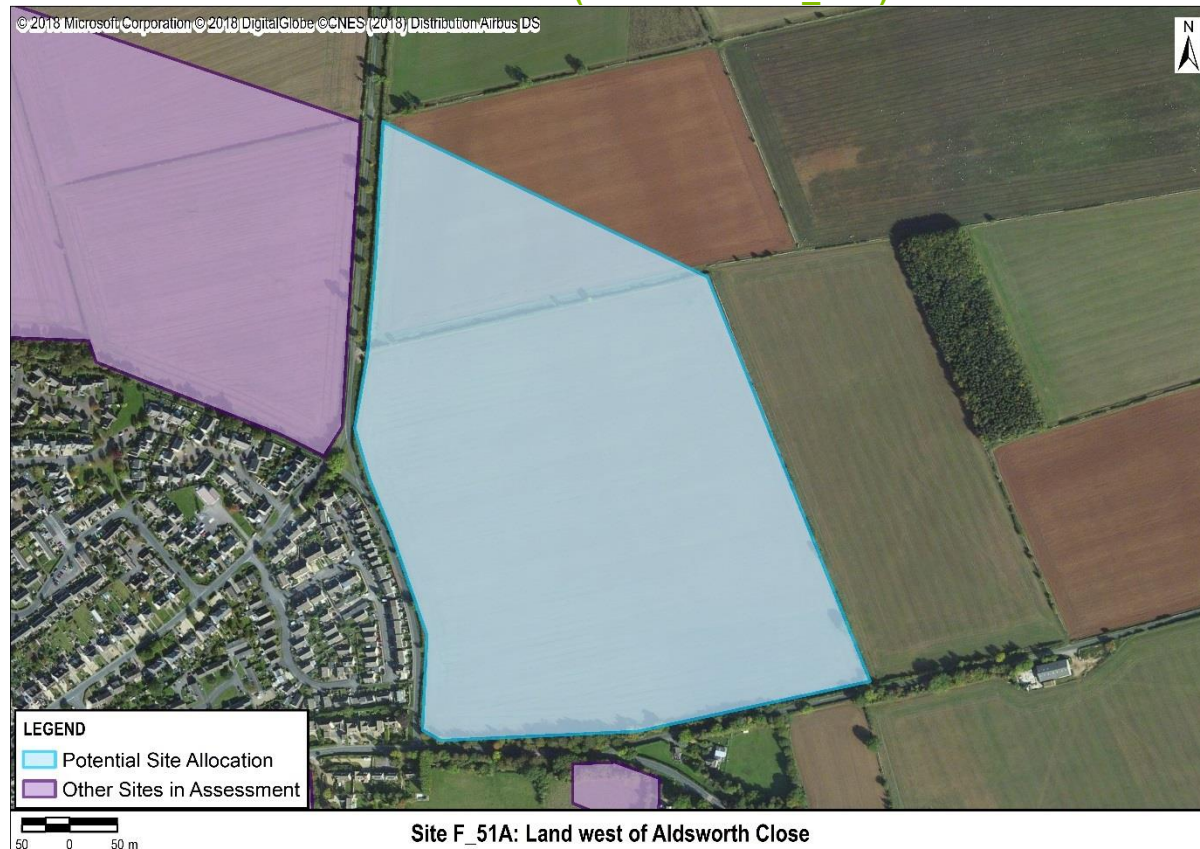 © 2018 Microsoft Corporation © 2018 DigitalGlobe ©CNES (2018) Distribution Airbus DS
N
LEGEND
Potential Site Allocation
Other Sites in Assessment
50 0 50 m
Site F_51A: Land west of Aldsworth Close